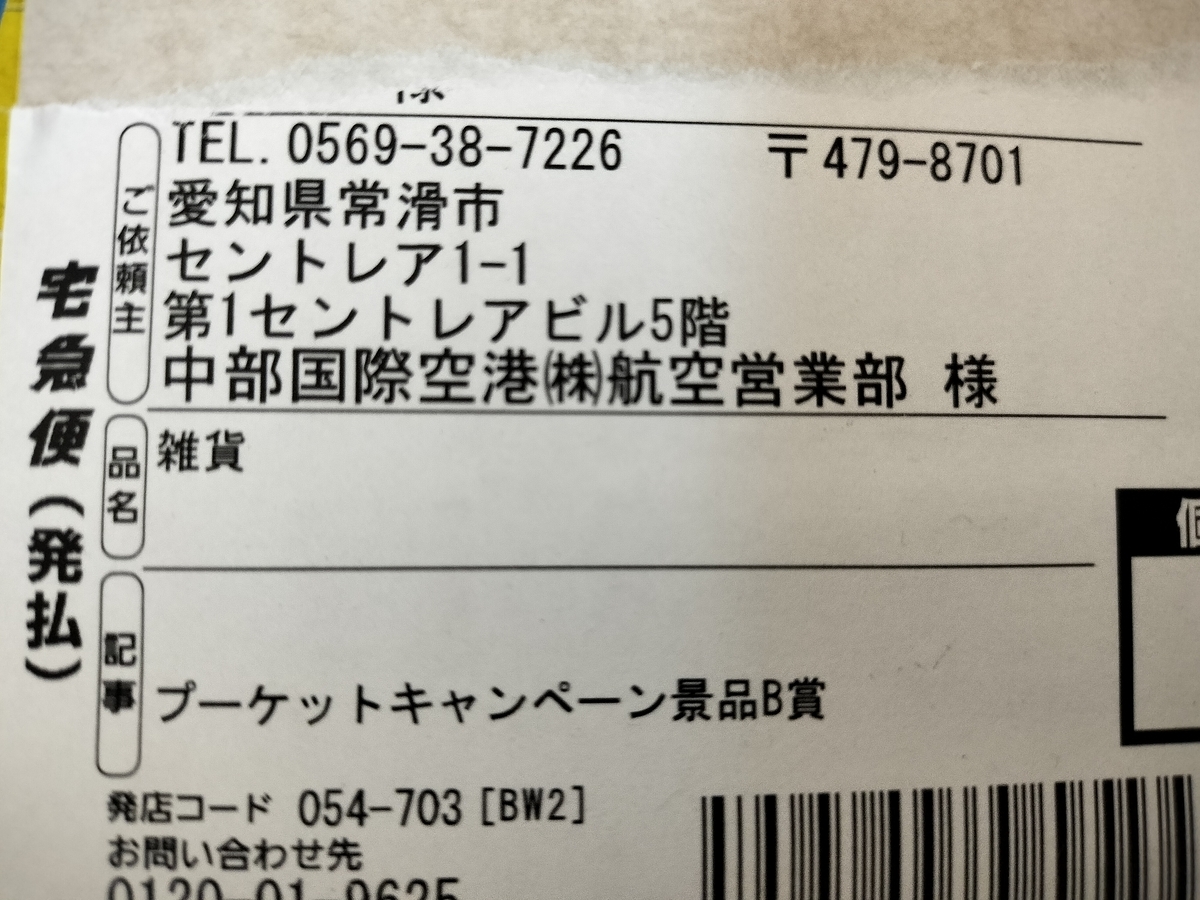 様
TEL. 0569-38-7226 〒479-8701
ご依頼主
愛知県常滑市
セントレア1-1
第1セントレアビル5階
中部国際空港㈱航空営業部 様
宅急便(発払)
品名
雑貨
記事
プーケットキャンペーン景品B賞
発店コード 054-703 [BW2]
お問い合わせ先
0120-01-9625